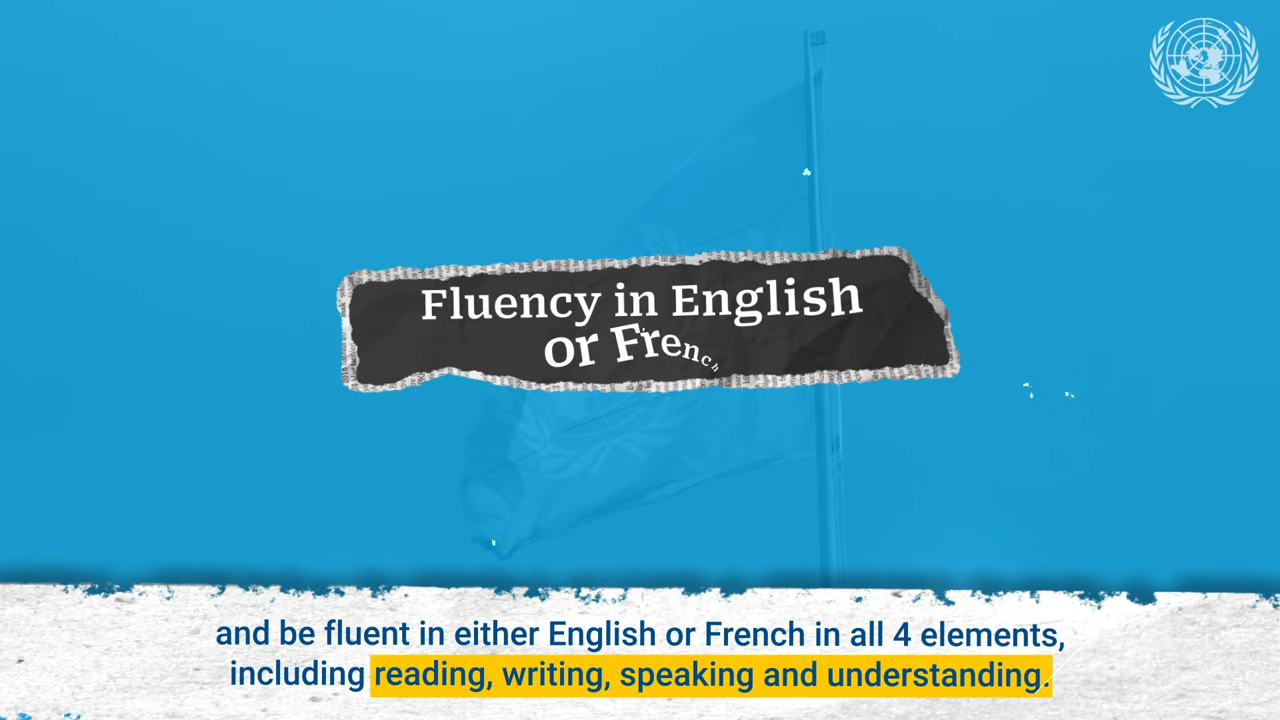 Fluency in English
or French
and be fluent in either English or French in all 4 elements,
including reading, writing, speaking and understanding.